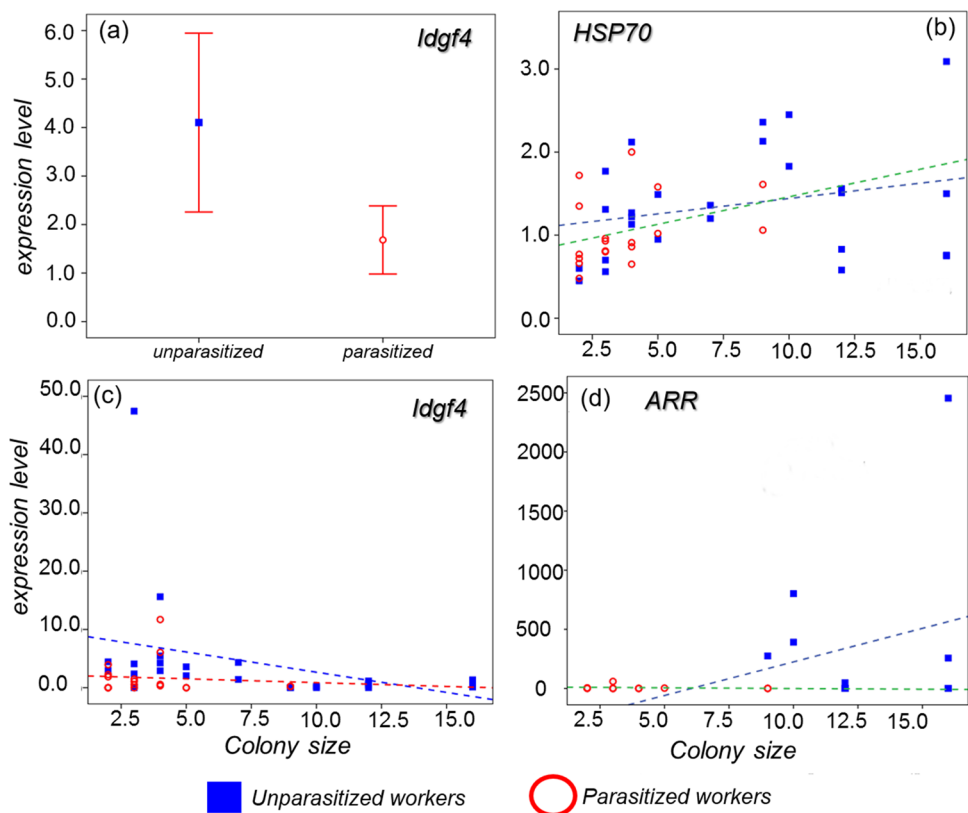 (a)
Idgf4
expression level
6.0
5.0
4.0
3.0
2.0
1.0
0.0
unparasitized
parasitized
HSP70
(b)
3.0
2.0
1.0
0.0
2.5
5.0
7.5
10.0
12.5
15.0
(c)
Idgf4
expression level
50.0
40.0
30.0
20.0
10.0
0.0
2.5
5.0
7.5
10.0
12.5
15.0
Colony size
(d)
ARR
2500
2000
1500
1000
500
0
2.5
5.0
7.5
10.0
12.5
15.0
Colony size
Unparasitized workers
Parasitized workers